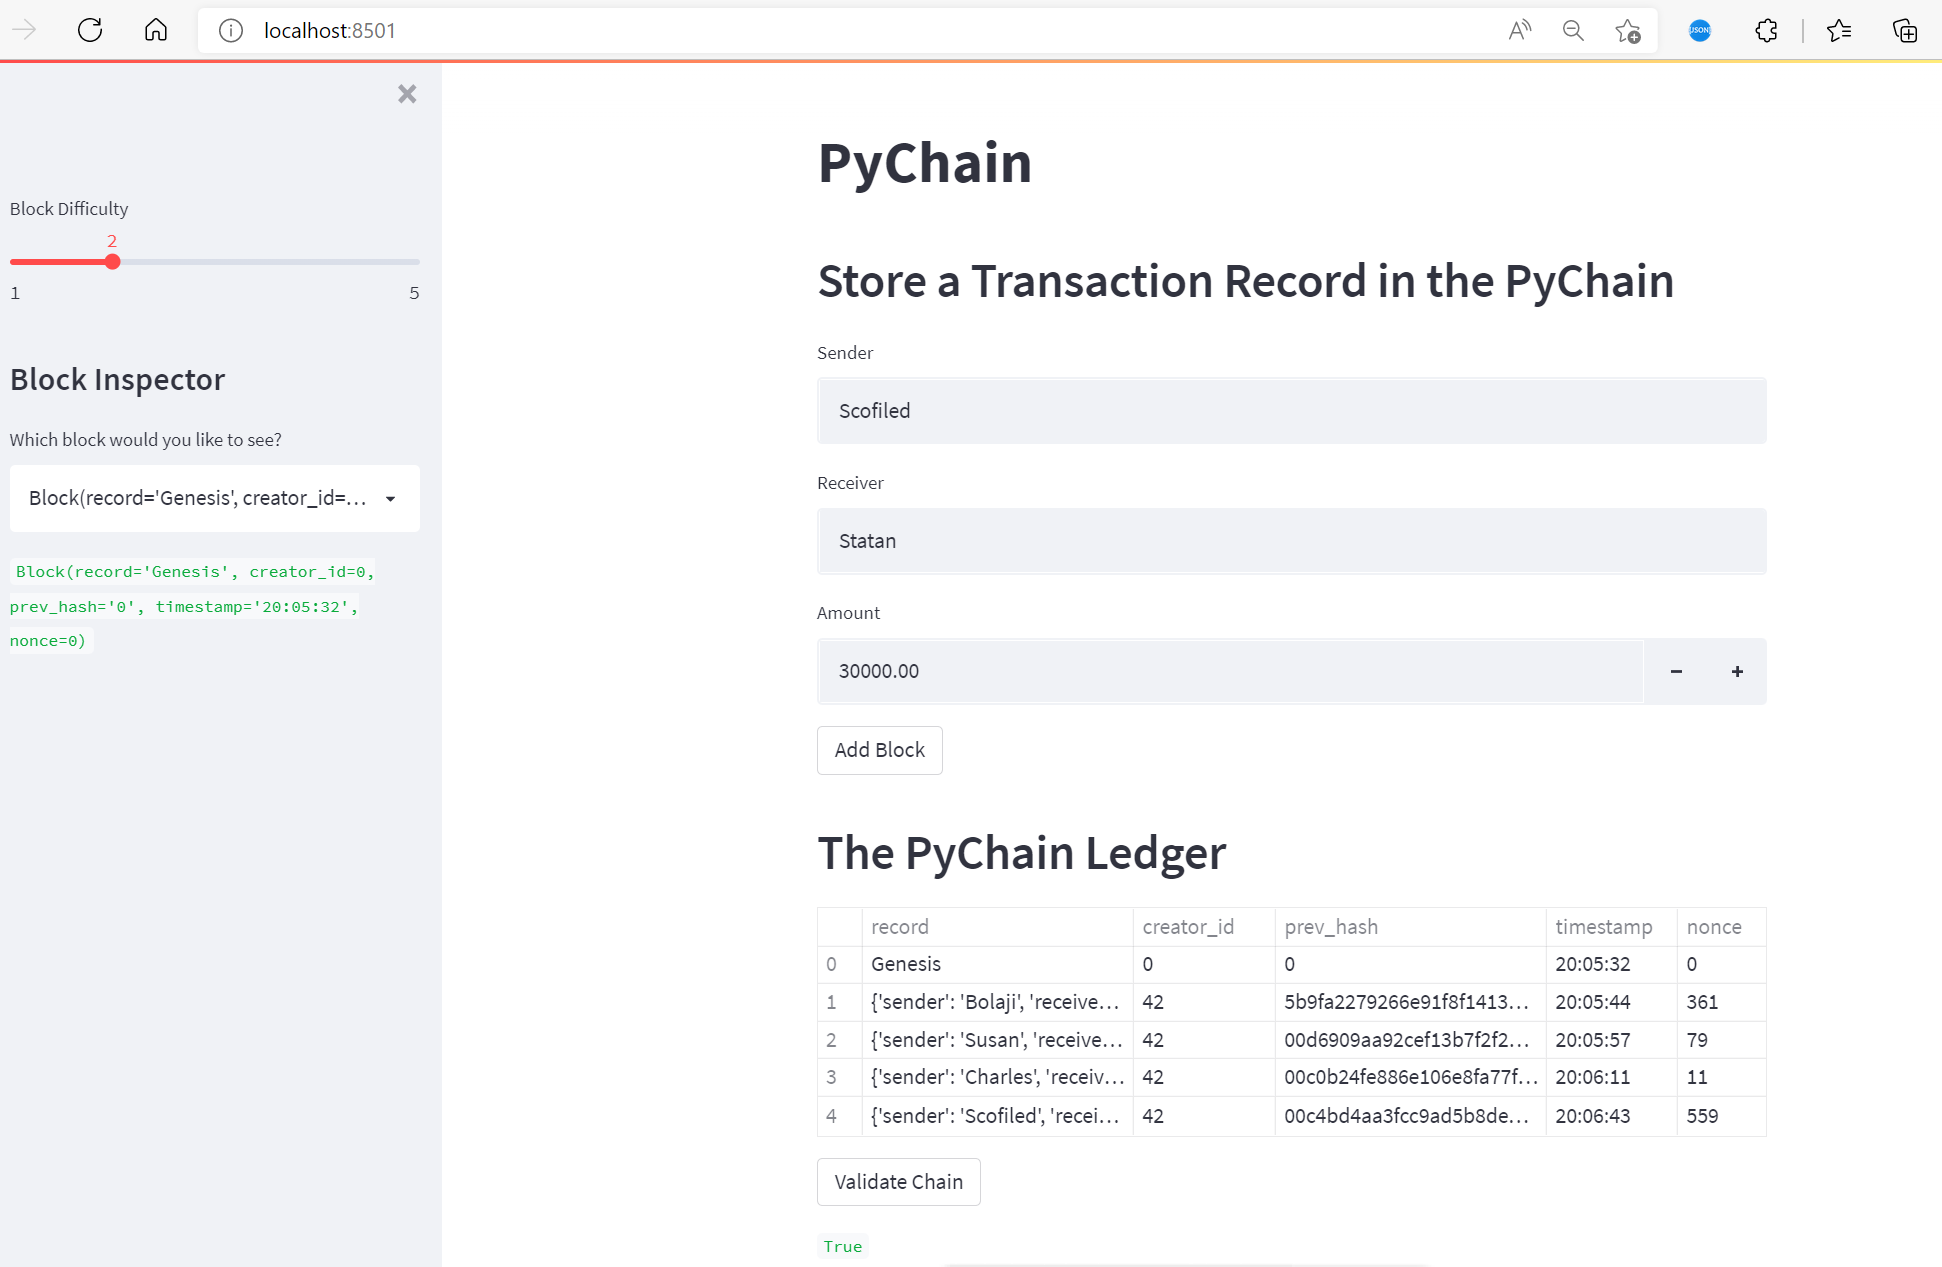 localhost:8501
JSON
Block Difficulty
2
1 5
Block Inspector
Which block would you like to see?
Block(record='Genesis', creator_id=...
Block(record='Genesis', creator_id=0,
prev_hash='0', timestamp='20:05:32',
nonce=0)
PyChain
Store a Transaction Record in the PyChain
Sender
Scofiled
Receiver
Statan
Amount
30000.00
Add Block
The PyChain Ledger
record creator_id prev_hash timestamp nonce
0 Genesis 0 0 20:05:32 0
1 {'sender': 'Bolaji', 'receive... 42 5b9fa2279266e91f8f1413... 20:05:44 361
2 {'sender': 'Susan', 'receive... 42 00d6909aa92cef13b7f2f2... 20:05:57 79
3 {'sender': 'Charles', 'receiv... 42 00c0b24fe886e106e8fa77f... 20:06:11 11
4 {'sender': 'Scofiled', 'recei... 42 00c4bd4aa3fcc9ad5b8de... 20:06:43 559
Validate Chain
True